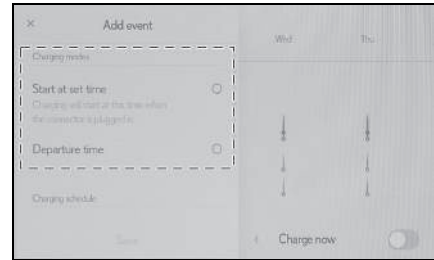 × Add event
Charging modes
Start at set time
Charging will start at this time when
the connector is plugged in.
Departure time
Charging schedule
Save
Wed Thu
Charge now